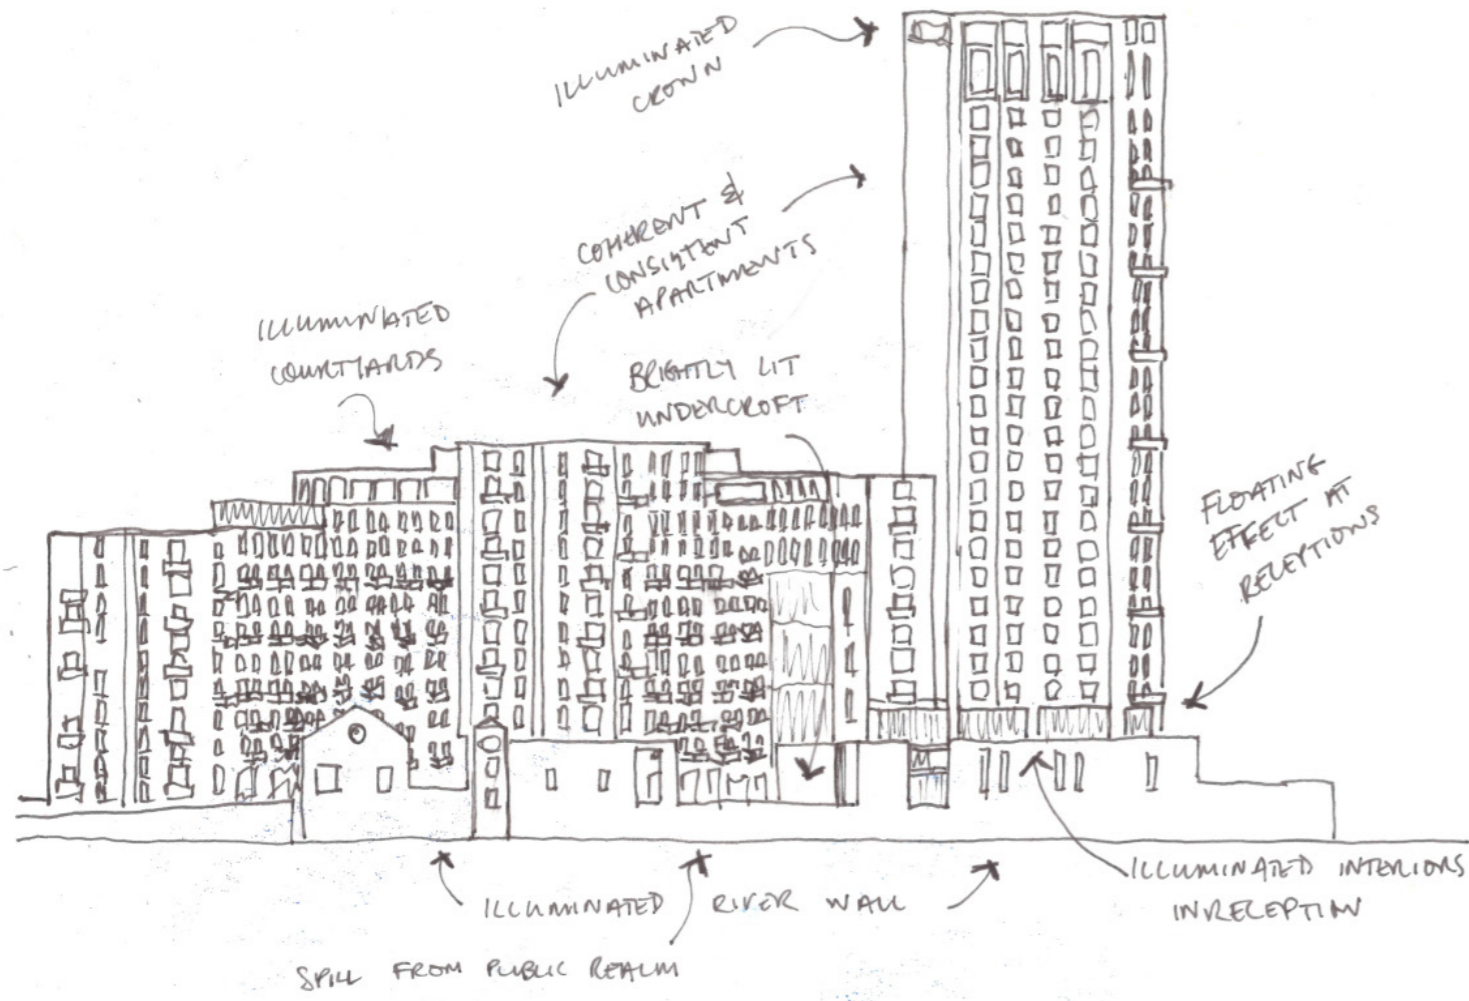 ILLUMINATED
CROWN
COHERENT &
CONSISTENT
APARTMENTS
ILLUMINATED
COURTYARDS
BRIGHTLY LIT
UNDERCROFT
FLOATING
EFFECT AT
RECEPTIONS
ILLUMINATED INTERIORS
IN RECEPTION
ILLUMINATED RIVER WALL
SPILL FROM PUBLIC REALM